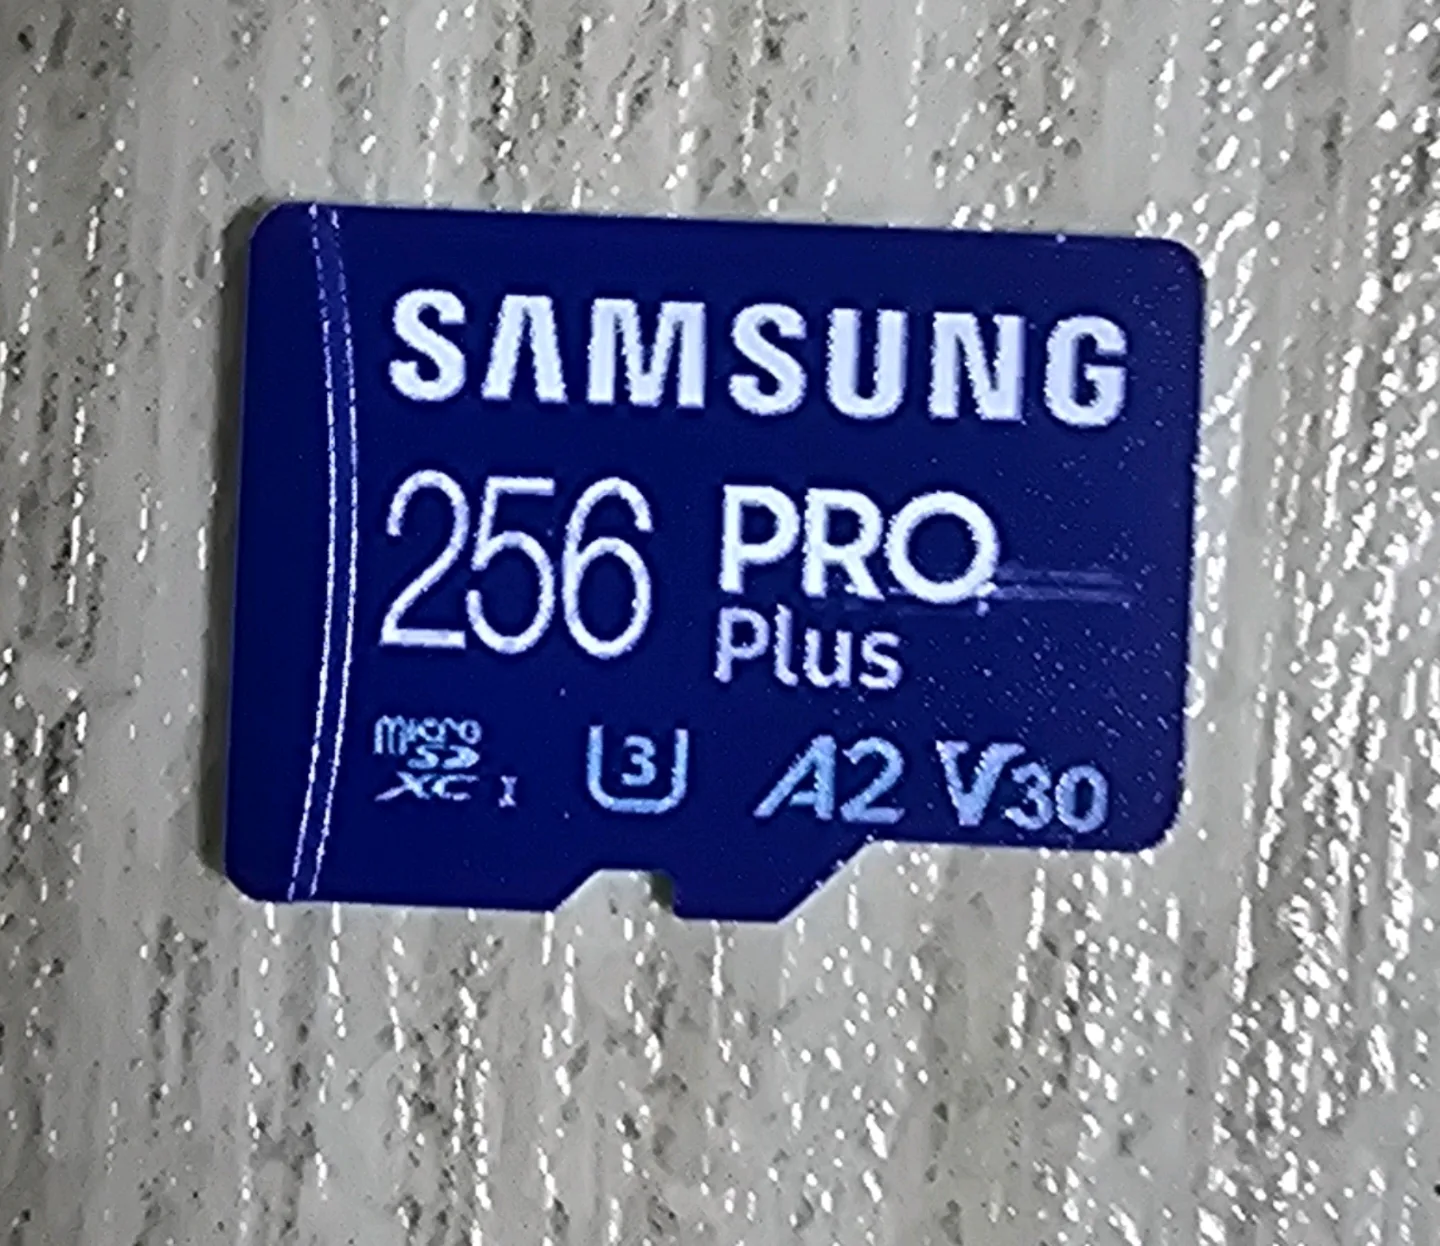 SAMSUNG
256 PRO
Plus
micro
SD
XC I 3 A2 V30